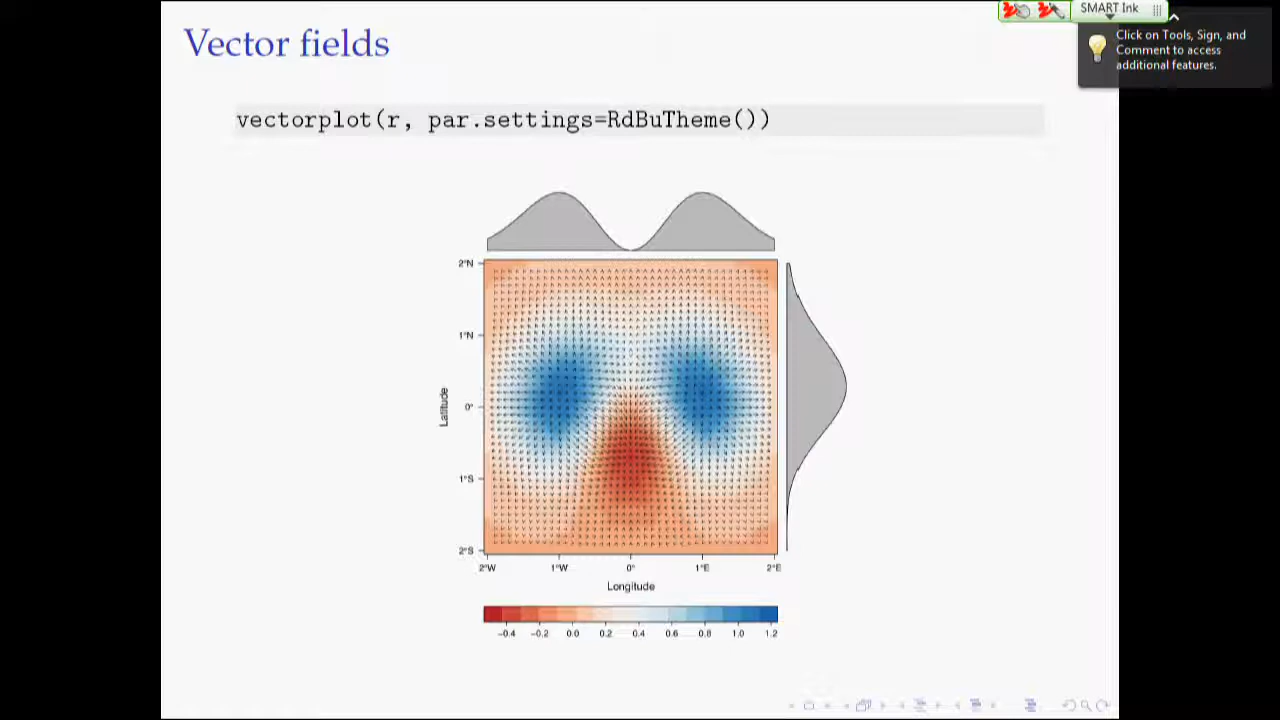 SMART Ink
Click on Tools, Sign, and
Comment to access
additional features.
Vector fields
vectorplot(r, par.settings=RdBuTheme())
2°N
1°N
0°
1°S
2°S
Latitude
2°W 1°W 0° 1°E 2°E
Longitude
−0.4 −0.2 0.0 0.2 0.4 0.6 0.8 1.0 1.2